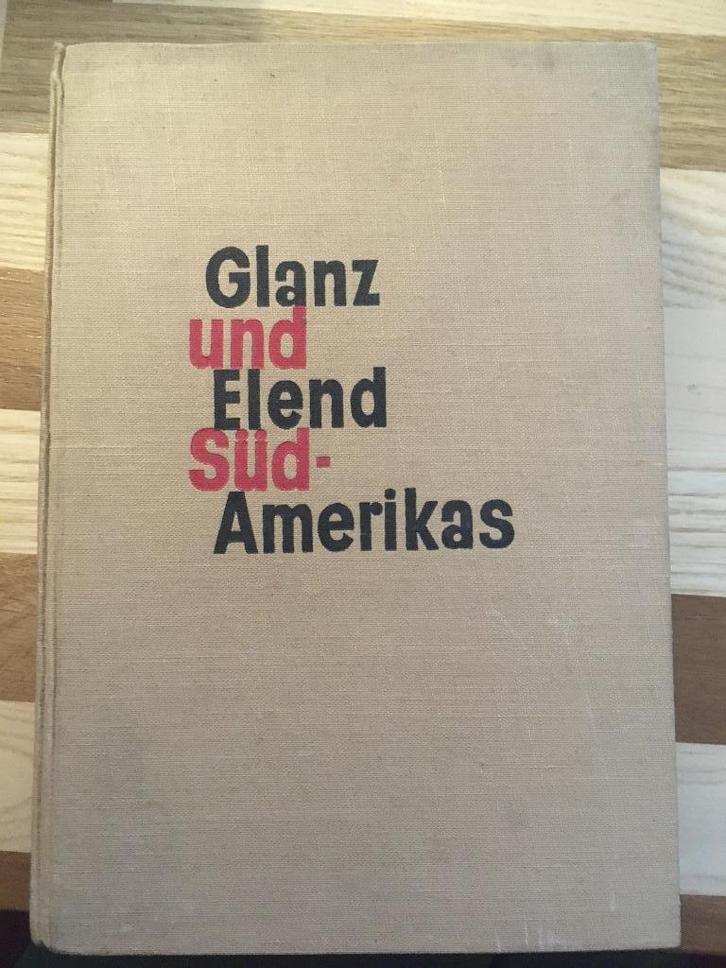 Glanz
und
Elend
Süd-
Amerikas